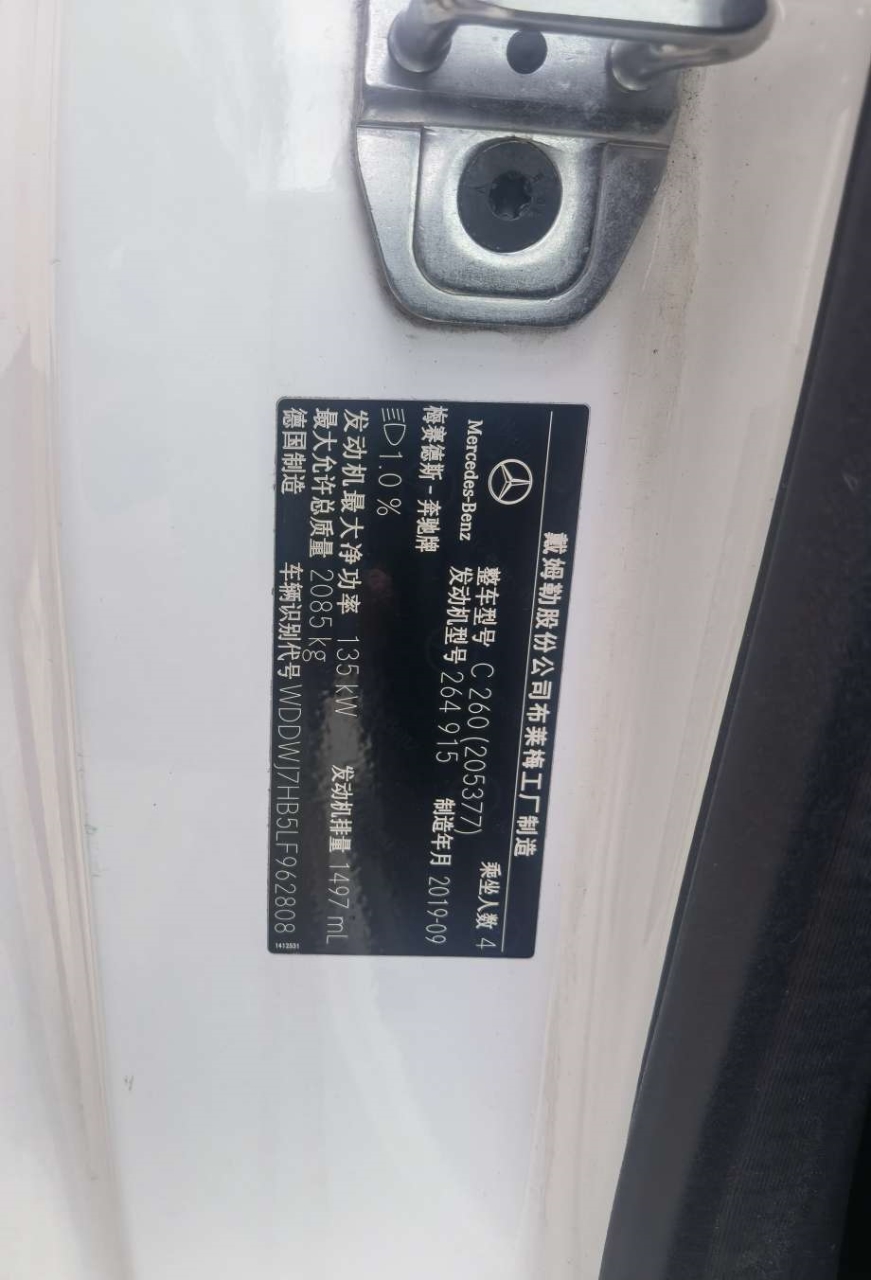 戴姆勒股份公司布莱梅工厂制造
Mercedes-Benz
整车型号 C 260 (205377) 乘坐人数 4
梅赛德斯-奔驰牌 发动机型号 264 915 制造年月 2019-09
1.0 %
发动机最大净功率 135 kW 发动机排量 1497 mL
最大允许总质量 2085 kg
德国制造 车辆识别代号 WDDWJ7HB5LF962808
1412931